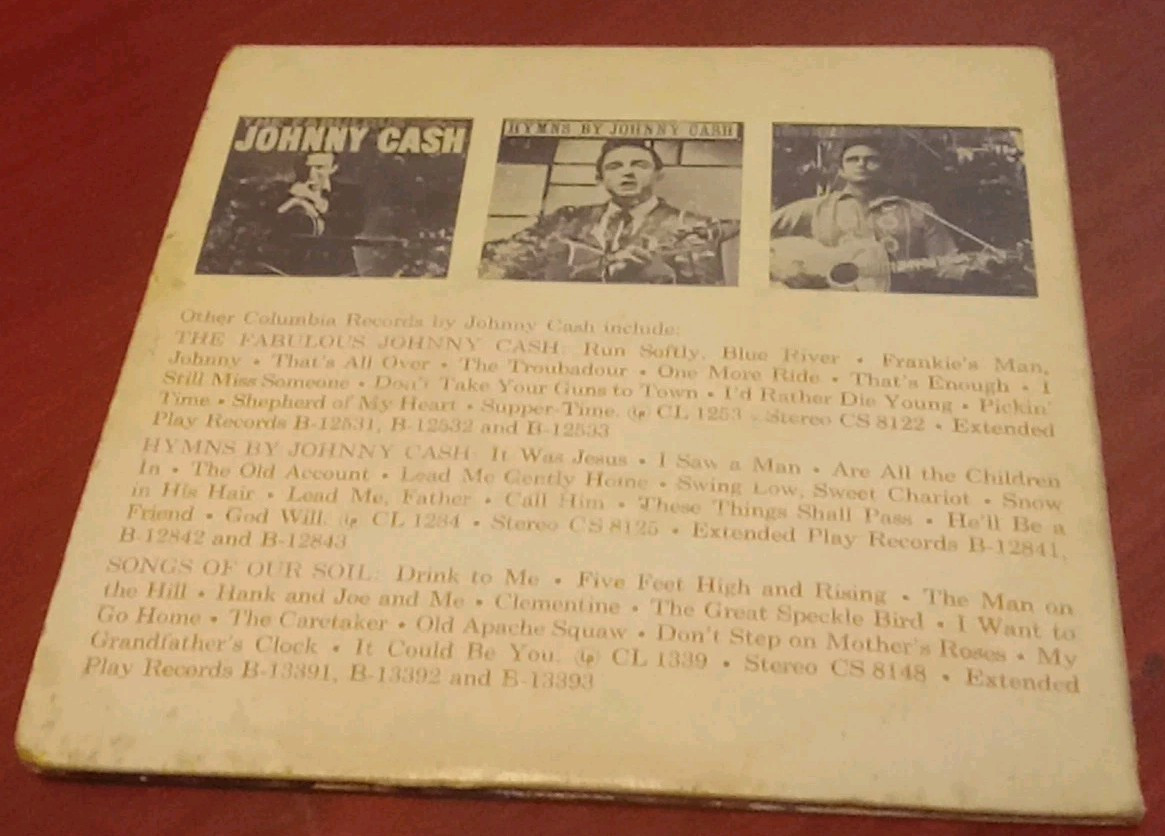 THE FABULOUS
JOHNNY CASH
HYMNS BY JOHNNY CASH
Other Columbia Records by Johnny Cash include:
THE FABULOUS JOHNNY CASH: Run Softly, Blue River • Frankie's Man,
Johnny • That's All Over • The Troubadour • One More Ride • That's Enough • I
Still Miss Someone • Don't Take Your Guns to Town • I'd Rather Die Young • Pickin'
Time • Shepherd of My Heart • Supper-Time. Lp CL 1253 • Stereo CS 8122 • Extended
Play Records B-12531, B-12532 and B-12533
HYMNS BY JOHNNY CASH: It Was Jesus • I Saw a Man • Are All the Children
In • The Old Account • Lead Me Gently Home • Swing Low, Sweet Chariot • Snow
in His Hair • Lead Me, Father • Call Him • These Things Shall Pass • He'll Be a
Friend • God Will. Lp CL 1284 • Stereo CS 8125 • Extended Play Records B-12841,
B-12842 and B-12843
SONGS OF OUR SOIL: Drink to Me • Five Feet High and Rising • The Man on
the Hill • Hank and Joe and Me • Clementine • The Great Speckle Bird • I Want to
Go Home • The Caretaker • Old Apache Squaw • Don't Step on Mother's Roses • My
Grandfather's Clock • It Could Be You. Lp CL 1339 • Stereo CS 8148 • Extended
Play Records B-13391, B-13392 and B-13393